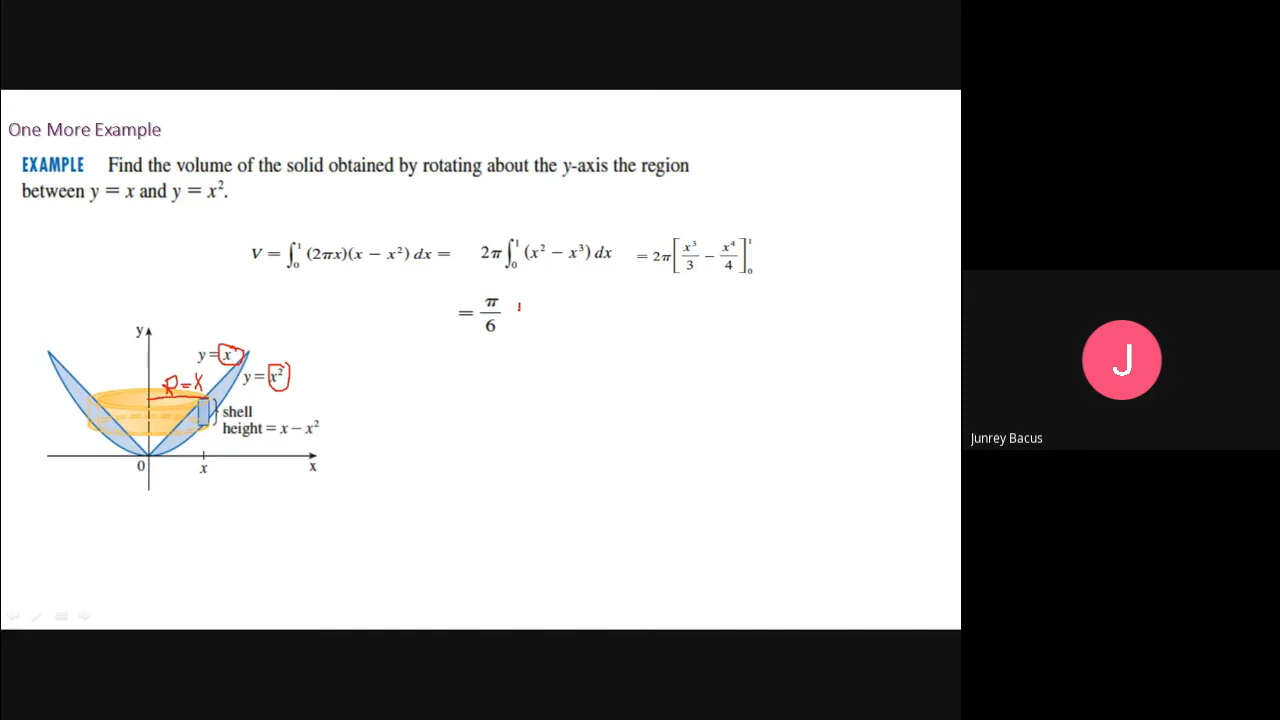 One More Example
EXAMPLE Find the volume of the solid obtained by rotating about the y-axis the region
between y = x and y = x².
V = ∫₀¹ (2πx)(x − x²) dx = 2π ∫₀¹ (x² − x³) dx = 2π [x³/3 − x⁴/4]₀¹
= π/6
y
y = x
y = x²
R = X
shell
height = x − x²
0 x x
J
Junrey Bacus